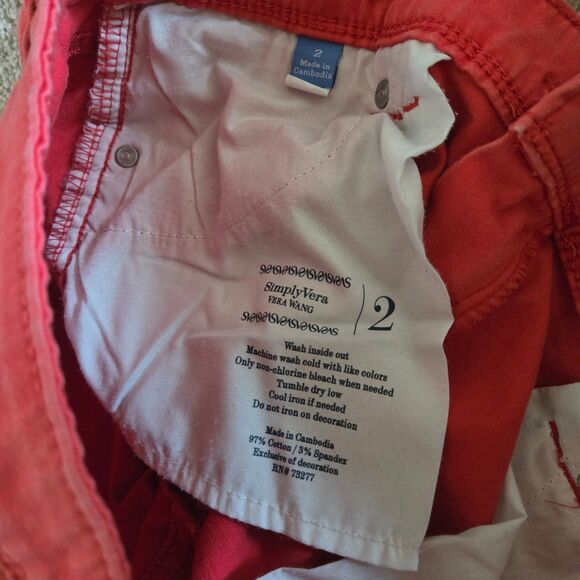 2
Made in
Cambodia
SimplyVera
VERA WANG
2
Wash inside out
Machine wash cold with like colors
Only non-chlorine bleach when needed
Tumble dry low
Cool iron if needed
Do not iron on decoration
Made in Cambodia
97% Cotton / 3% Spandex
Exclusive of decoration
RN# 73277